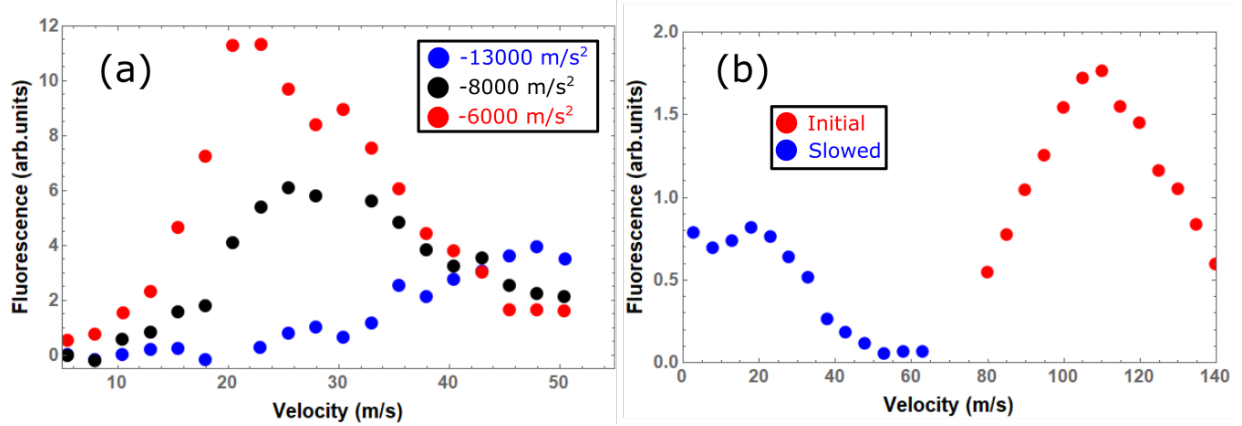 (a)
-13000 m/s²
-8000 m/s²
-6000 m/s²
Fluorescence (arb.units)
12
10
8
6
4
2
0
10
20
30
40
50
Velocity (m/s)
(b)
Initial
Slowed
Fluorescence (arb.units)
2.0
1.5
1.0
0.5
0.0
0
20
40
60
80
100
120
140
Velocity (m/s)